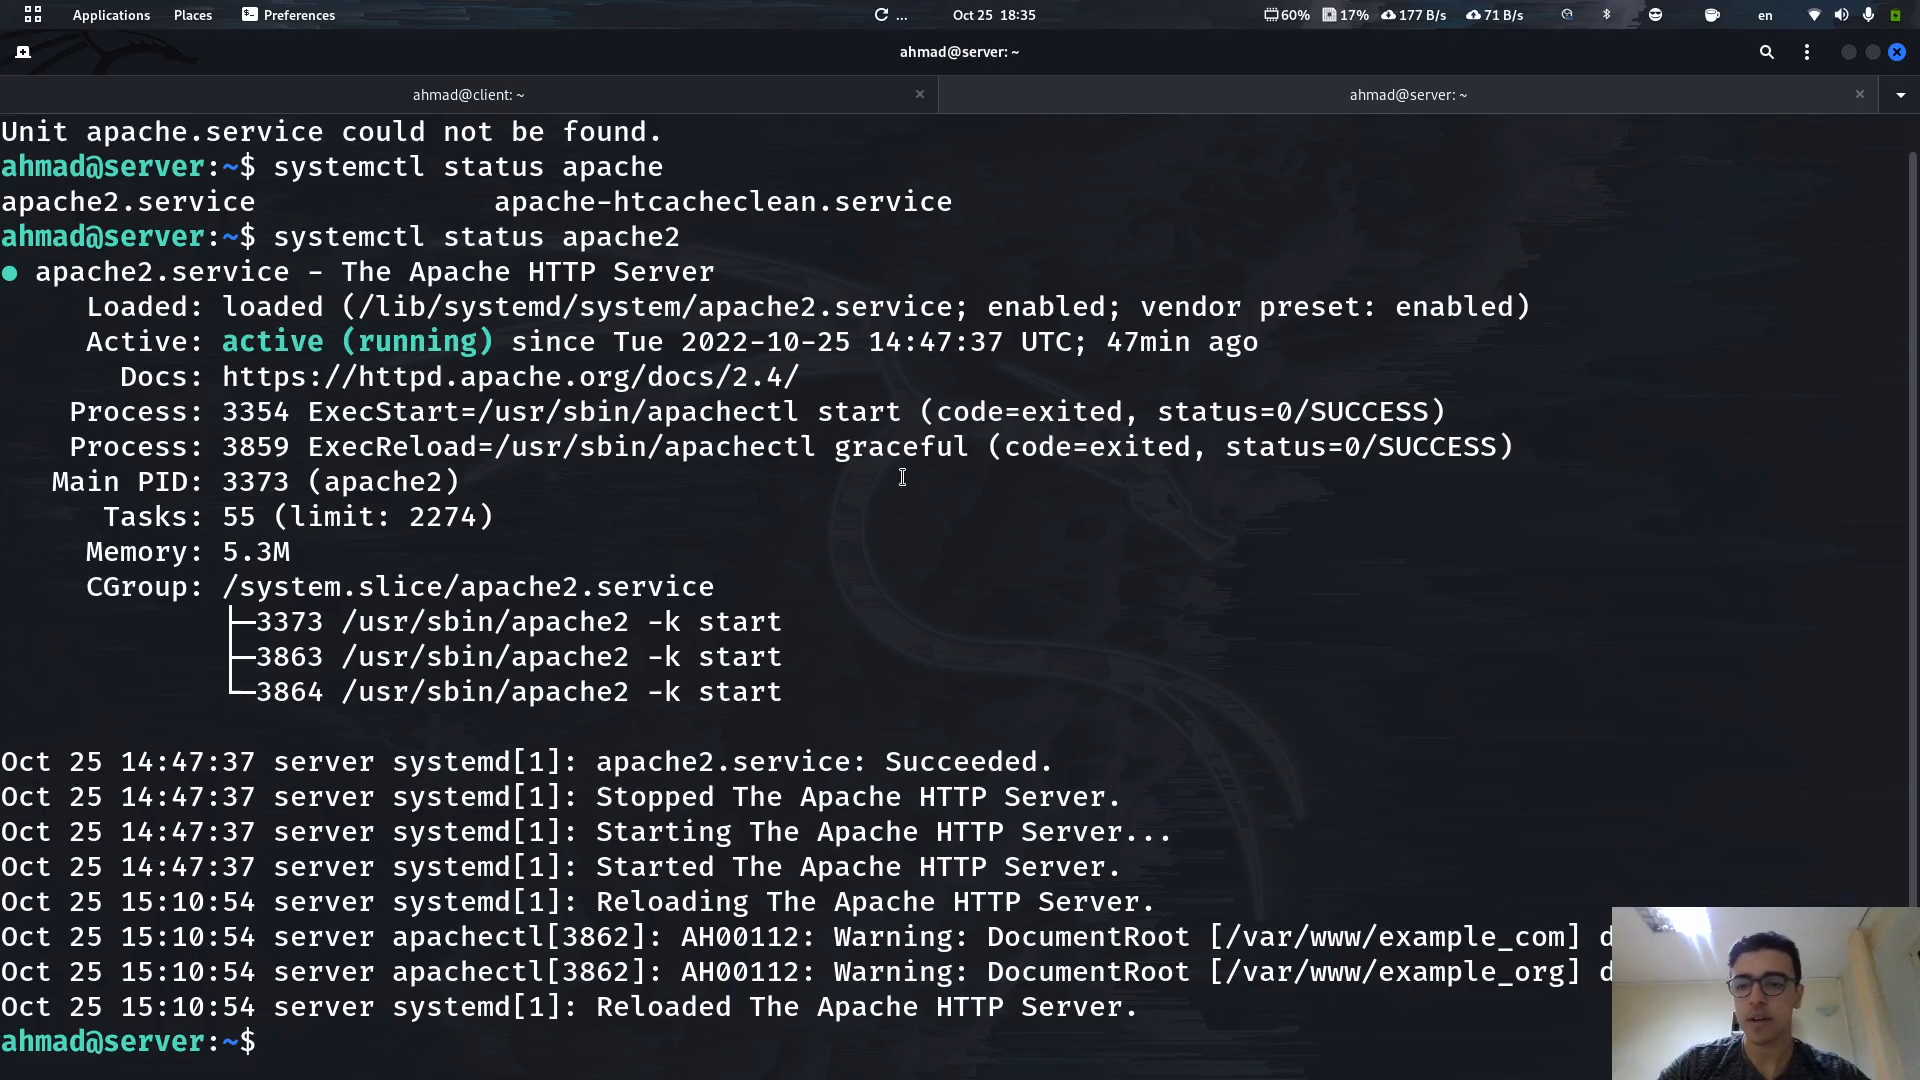 Applications Places Preferences ... Oct 25 18:35 60% 17% 177 B/s 71 B/s en
ahmad@server: ~
ahmad@client: ~ × ahmad@server: ~ ×
Unit apache.service could not be found.
ahmad@server:~$ systemctl status apache
apache2.service apache-htcacheclean.service
ahmad@server:~$ systemctl status apache2
● apache2.service - The Apache HTTP Server
Loaded: loaded (/lib/systemd/system/apache2.service; enabled; vendor preset: enabled)
Active: active (running) since Tue 2022-10-25 14:47:37 UTC; 47min ago
Docs: https://httpd.apache.org/docs/2.4/
Process: 3354 ExecStart=/usr/sbin/apachectl start (code=exited, status=0/SUCCESS)
Process: 3859 ExecReload=/usr/sbin/apachectl graceful (code=exited, status=0/SUCCESS)
Main PID: 3373 (apache2)
Tasks: 55 (limit: 2274)
Memory: 5.3M
CGroup: /system.slice/apache2.service
├─3373 /usr/sbin/apache2 -k start
├─3863 /usr/sbin/apache2 -k start
└─3864 /usr/sbin/apache2 -k start
Oct 25 14:47:37 server systemd[1]: apache2.service: Succeeded.
Oct 25 14:47:37 server systemd[1]: Stopped The Apache HTTP Server.
Oct 25 14:47:37 server systemd[1]: Starting The Apache HTTP Server...
Oct 25 14:47:37 server systemd[1]: Started The Apache HTTP Server.
Oct 25 15:10:54 server systemd[1]: Reloading The Apache HTTP Server.
Oct 25 15:10:54 server apachectl[3862]: AH00112: Warning: DocumentRoot [/var/www/example_com] d
Oct 25 15:10:54 server apachectl[3862]: AH00112: Warning: DocumentRoot [/var/www/example_org] d
Oct 25 15:10:54 server systemd[1]: Reloaded The Apache HTTP Server.
ahmad@server:~$